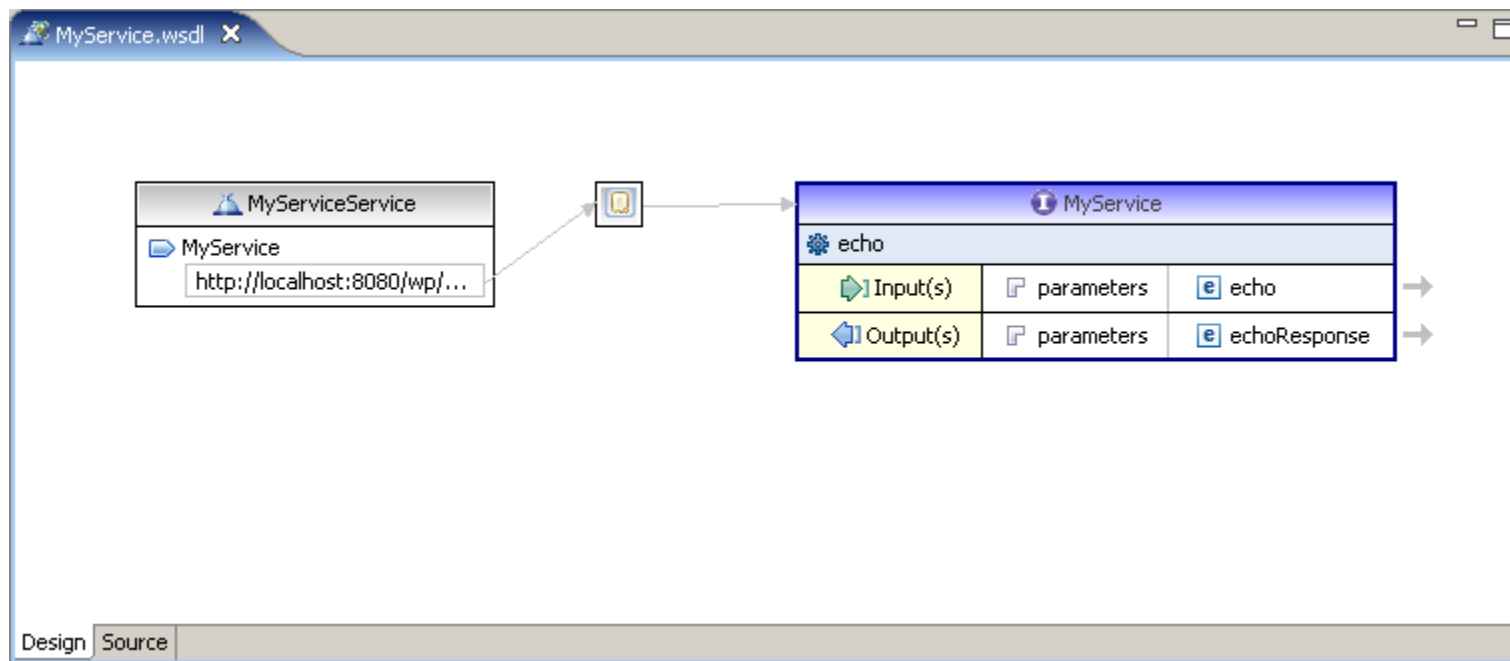 MyService.wsdl
MyServiceService
MyService
http://localhost:8080/wp/...
MyService
echo
Input(s) parameters e echo
Output(s) parameters e echoResponse
Design Source